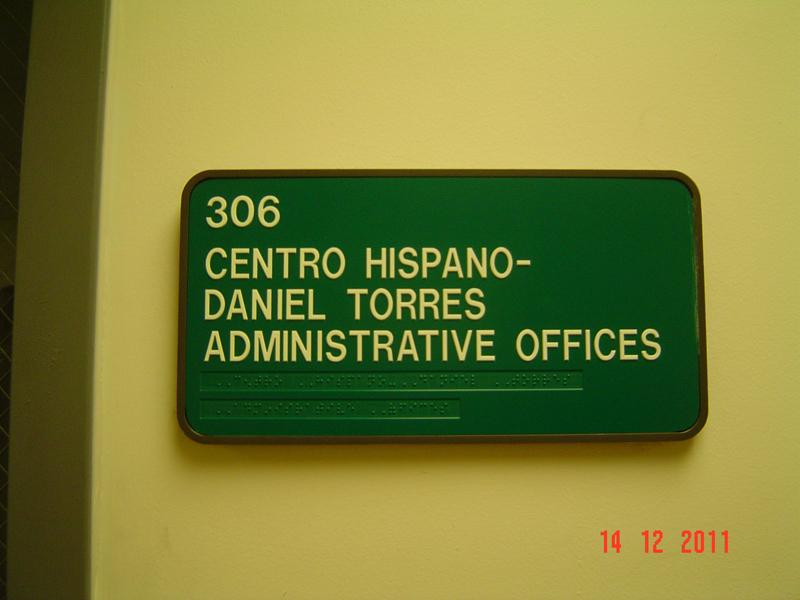 306
CENTRO HISPANO-
DANIEL TORRES
ADMINISTRATIVE OFFICES
14 12 2011